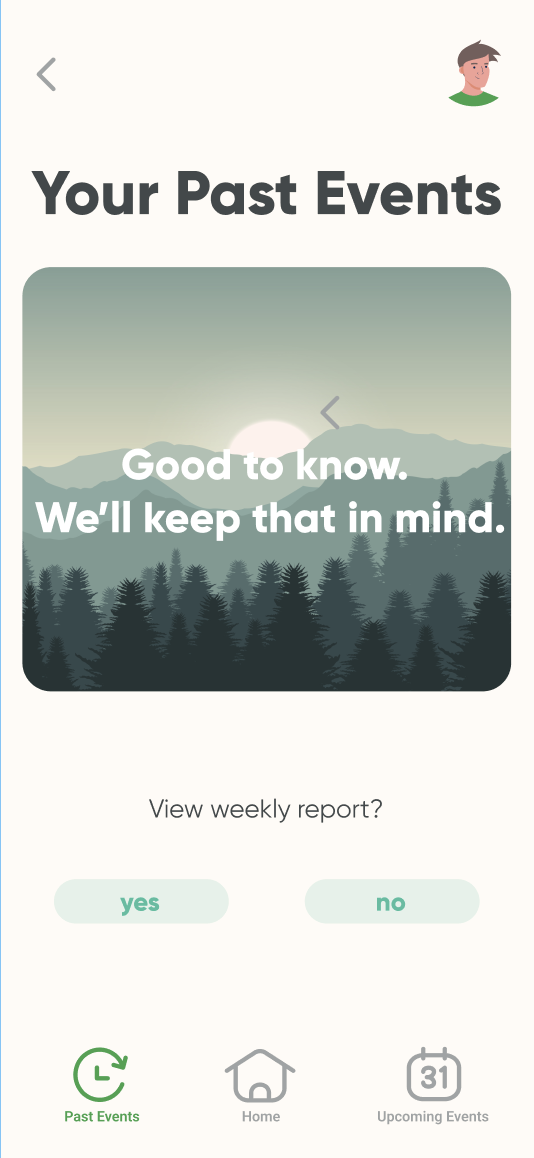 Your Past Events
Good to know.
We’ll keep that in mind.
View weekly report?
yes
no
31
Past Events
Home
Upcoming Events